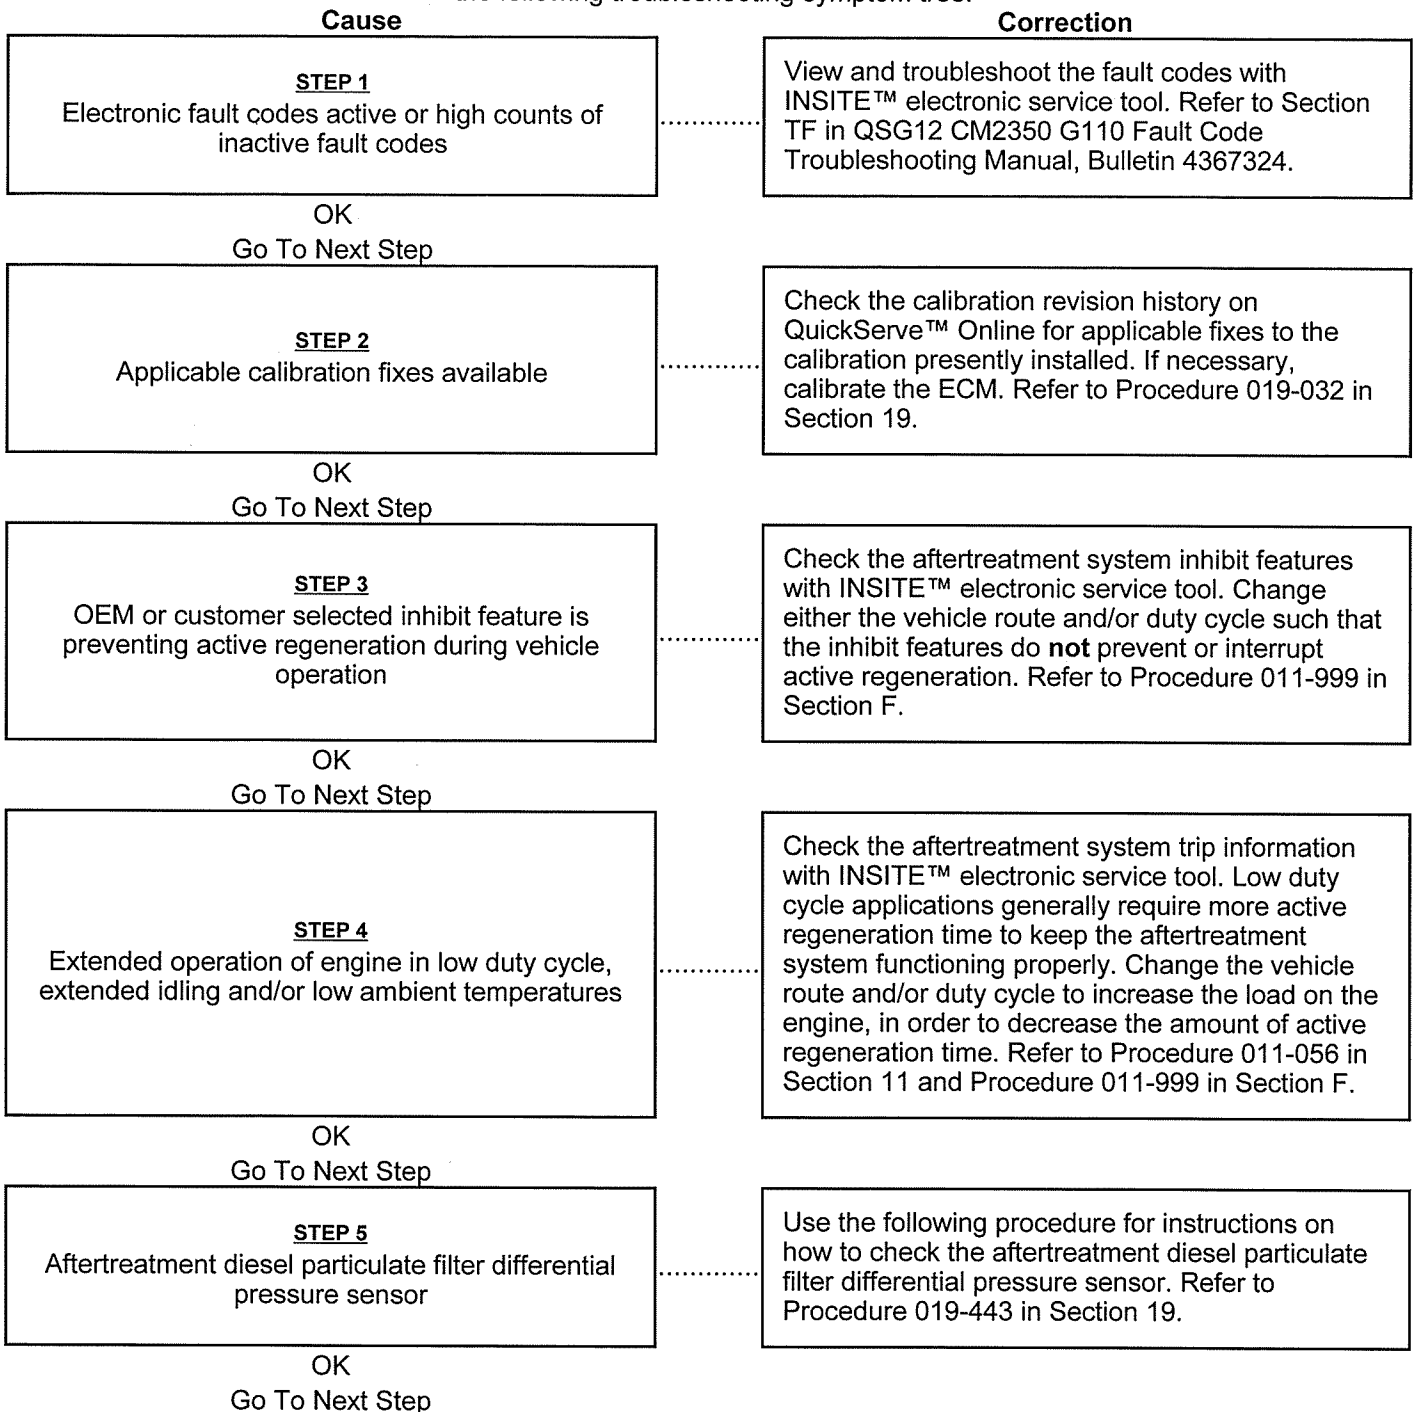 the following troubleshooting symptom tree.
Cause
Correction
STEP 1
Electronic fault codes active or high counts of
inactive fault codes
View and troubleshoot the fault codes with
INSITE™ electronic service tool. Refer to Section
TF in QSG12 CM2350 G110 Fault Code
Troubleshooting Manual, Bulletin 4367324.
OK
Go To Next Step
STEP 2
Applicable calibration fixes available
Check the calibration revision history on
QuickServe™ Online for applicable fixes to the
calibration presently installed. If necessary,
calibrate the ECM. Refer to Procedure 019-032 in
Section 19.
OK
Go To Next Step
STEP 3
OEM or customer selected inhibit feature is
preventing active regeneration during vehicle
operation
Check the aftertreatment system inhibit features
with INSITE™ electronic service tool. Change
either the vehicle route and/or duty cycle such that
the inhibit features do not prevent or interrupt
active regeneration. Refer to Procedure 011-999 in
Section F.
OK
Go To Next Step
STEP 4
Extended operation of engine in low duty cycle,
extended idling and/or low ambient temperatures
Check the aftertreatment system trip information
with INSITE™ electronic service tool. Low duty
cycle applications generally require more active
regeneration time to keep the aftertreatment
system functioning properly. Change the vehicle
route and/or duty cycle to increase the load on the
engine, in order to decrease the amount of active
regeneration time. Refer to Procedure 011-056 in
Section 11 and Procedure 011-999 in Section F.
OK
Go To Next Step
STEP 5
Aftertreatment diesel particulate filter differential
pressure sensor
Use the following procedure for instructions on
how to check the aftertreatment diesel particulate
filter differential pressure sensor. Refer to
Procedure 019-443 in Section 19.
OK
Go To Next Step